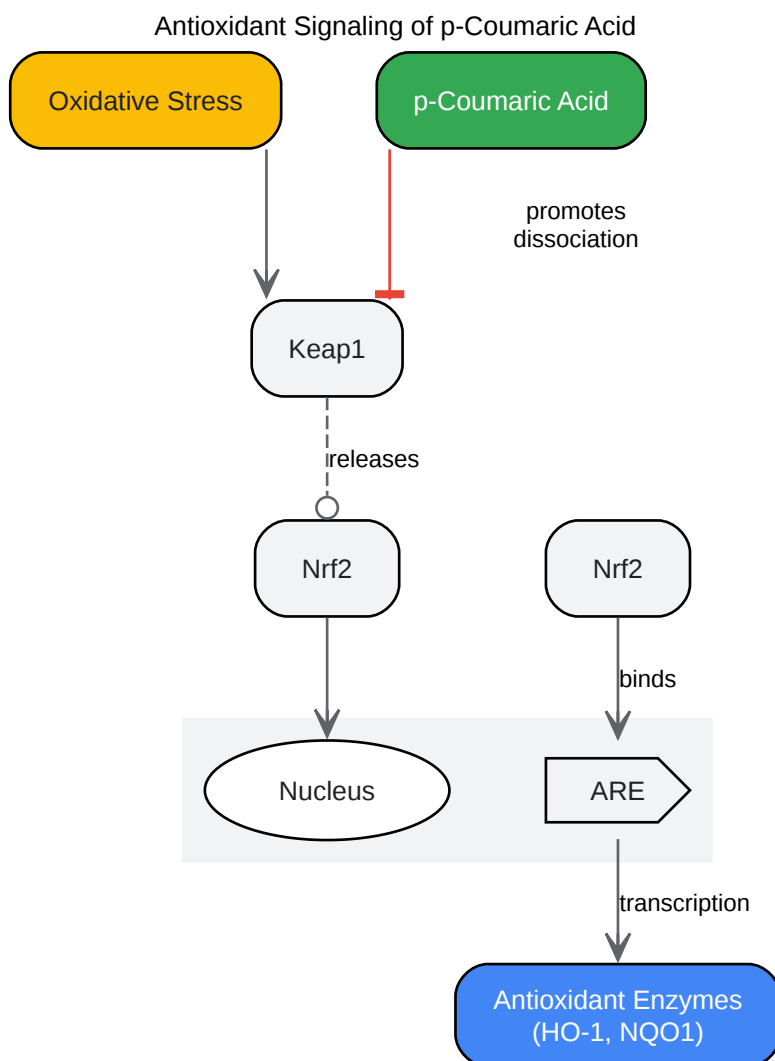 Antioxidant Signaling of p-Coumaric Acid
Oxidative Stress
p-Coumaric Acid
promotes
dissociation
Keap1
releases
Nrf2
Nrf2
binds
Nucleus
ARE
transcription
Antioxidant Enzymes
(HO-1, NQO1)